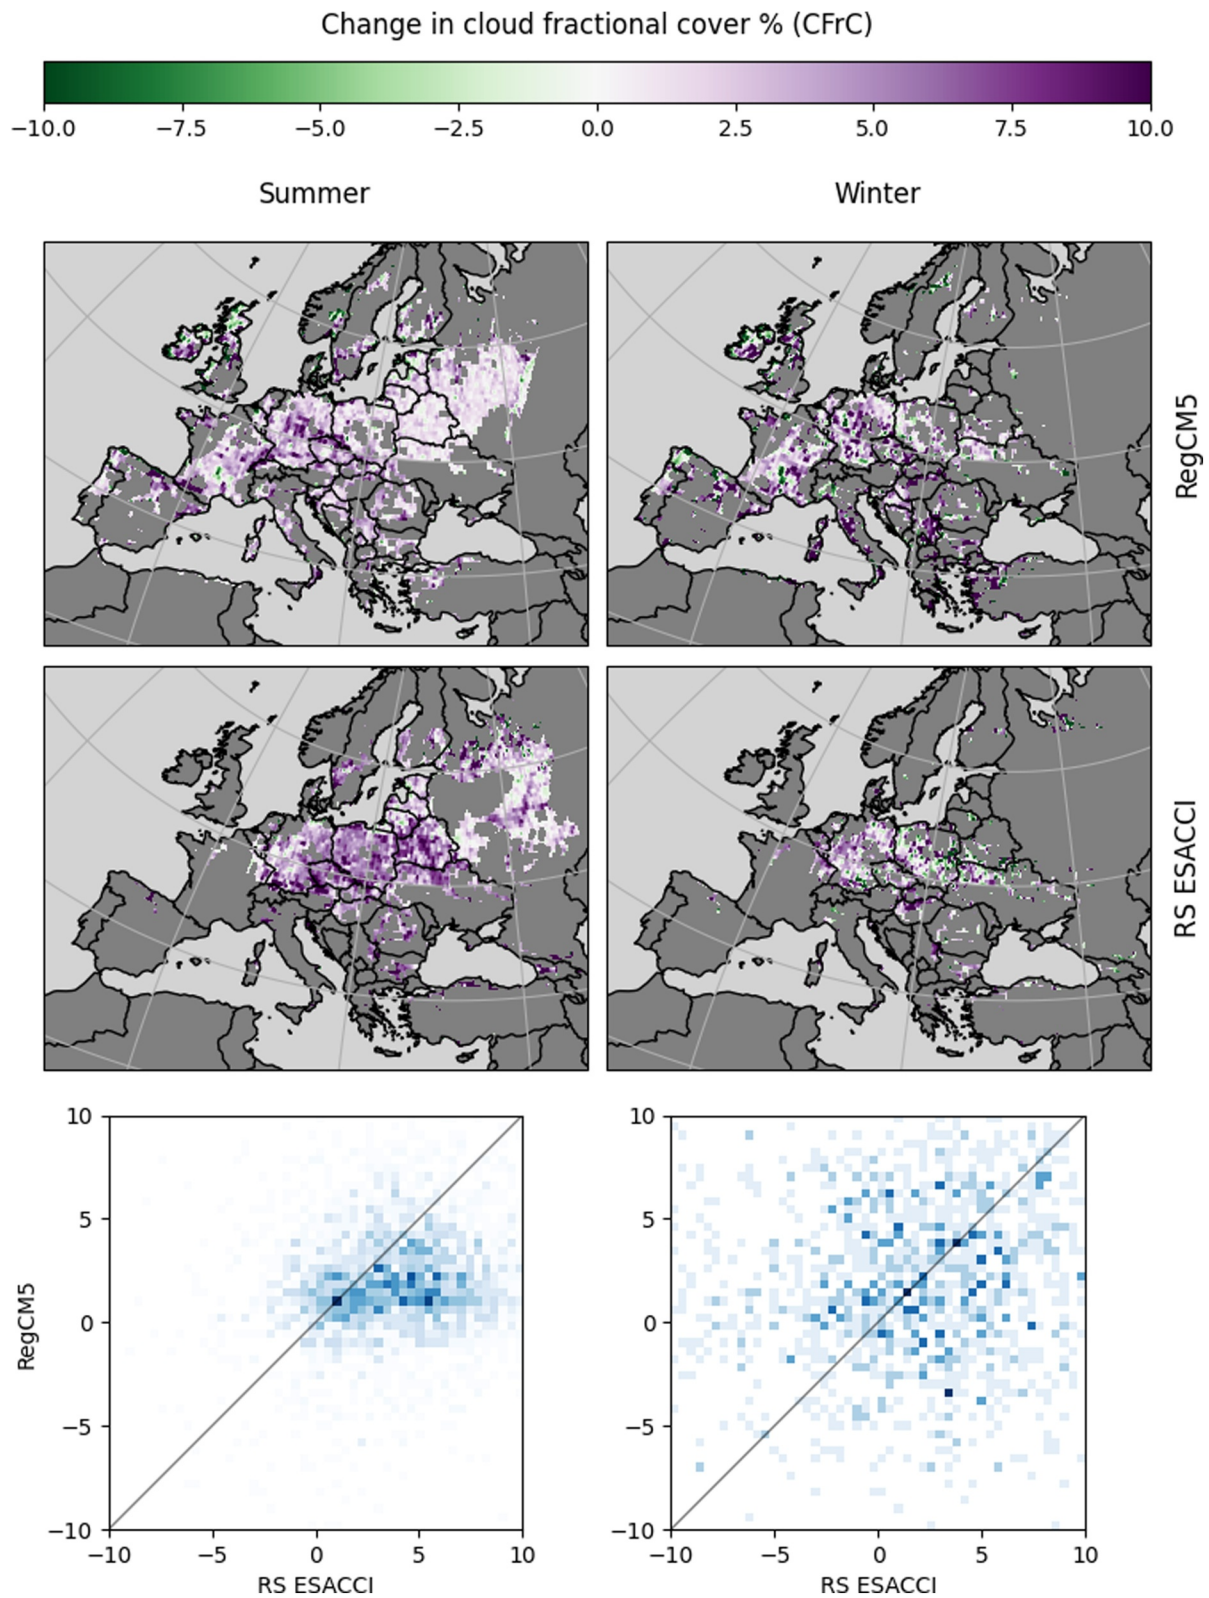 Change in cloud fractional cover % (CFrC)
−10.0 −7.5 −5.0 −2.5 0.0 2.5 5.0 7.5 10.0
Summer Winter
RegCM5
RS ESACCI
10 10
5 5
0 0
−5 −5
−10 −10
RegCM5
−10 −5 0 5 10 −10 −5 0 5 10
RS ESACCI RS ESACCI